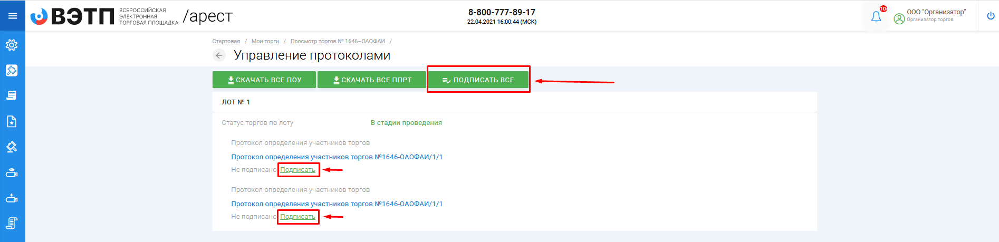 ВЭТП
ВСЕРОССИЙСКАЯ
ЭЛЕКТРОННАЯ
ТОРГОВАЯ ПЛОЩАДКА
/арест
8-800-777-89-17
22.04.2021 16:00:44 (МСК)
10
ООО "Организатор"
Организатор торгов
Стартовая / Мои торги / Просмотр торгов № 1646–ОАОФАИ /
Управление протоколами
СКАЧАТЬ ВСЕ ПОУ СКАЧАТЬ ВСЕ ППРТ ПОДПИСАТЬ ВСЕ
ЛОТ № 1
Статус торгов по лоту В стадии проведения
Протокол определения участников торгов
Протокол определения участников торгов №1646-ОАОФАИ/1/1
Не подписано Подписать
Протокол определения участников торгов
Протокол определения участников торгов №1646-ОАОФАИ/1/1
Не подписано Подписать